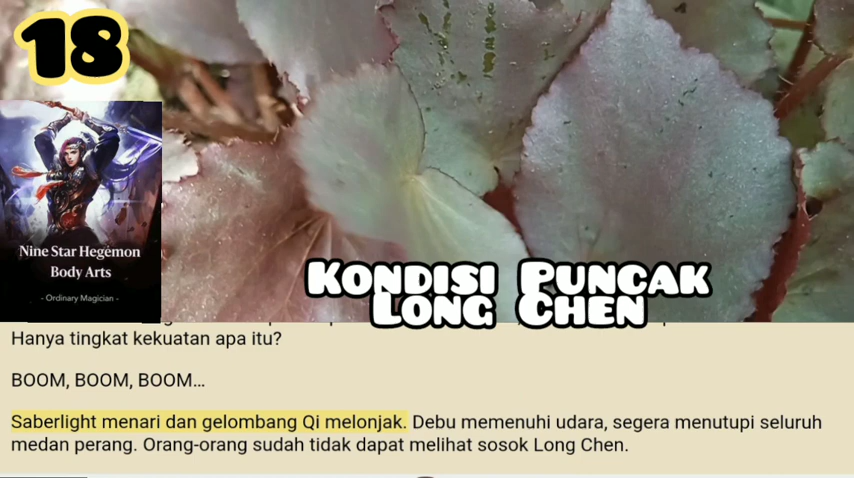 18
Nine Star Hegemon
Body Arts
- Ordinary Magician -
KONDISI PUNCAK
LONG CHEN
Hanya tingkat kekuatan apa itu?
BOOM, BOOM, BOOM...
Saberlight menari dan gelombang Qi melonjak. Debu memenuhi udara, segera menutupi seluruh
medan perang. Orang-orang sudah tidak dapat melihat sosok Long Chen.